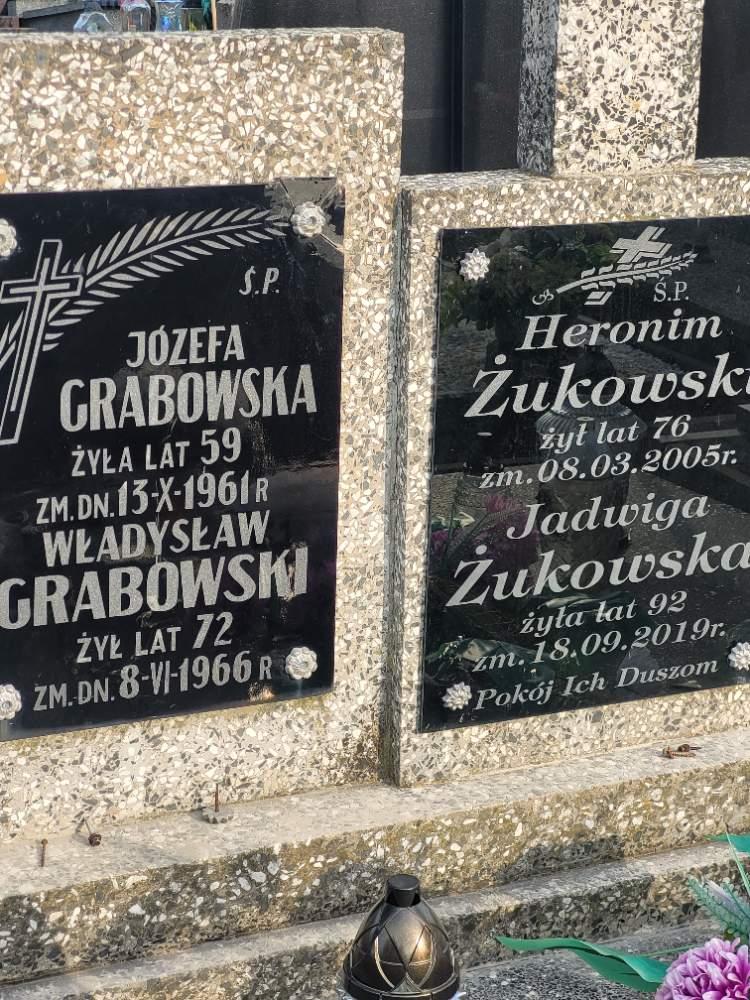 Ś.P.
JÓZEFA
GRABOWSKA
ŻYŁA LAT 59
ZM. DN. 13-X-1961 R
WŁADYSŁAW
GRABOWSKI
ŻYŁ LAT 72
ZM. DN. 8-VI-1966 R
Ś.P.
Heronim
Żukowski
żył lat 76
zm. 08.03.2005r.
Jadwiga
Żukowska
żyła lat 92
zm. 18.09.2019r.
Pokój Ich Duszom